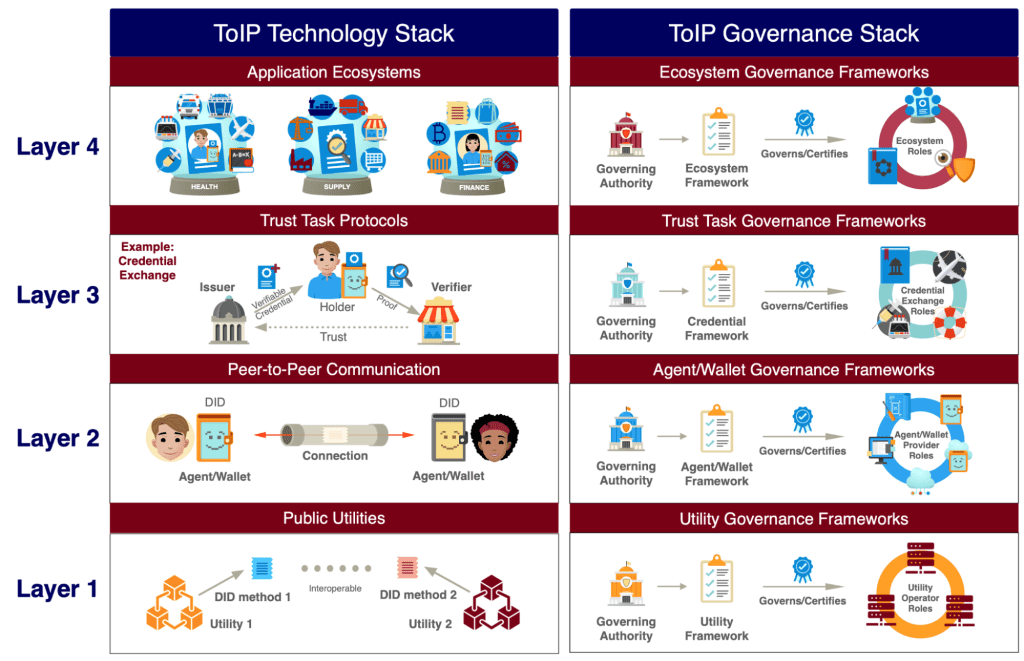 ToIP Technology Stack
ToIP Governance Stack
Layer 4
Application Ecosystems
A-B=X
HEALTH
SUPPLY
FINANCE
Ecosystem Governance Frameworks
Governing
Authority
Ecosystem
Framework
Governs/Certifies
Ecosystem
Roles
Layer 3
Trust Task Protocols
Example:
Credential
Exchange
Issuer
Verifiable
Credential
Holder
Proof
Verifier
Trust
Trust Task Governance Frameworks
Governing
Authority
Credential
Framework
Governs/Certifies
Credential
Exchange
Roles
Layer 2
Peer-to-Peer Communication
DID
Agent/Wallet
Connection
DID
Agent/Wallet
Agent/Wallet Governance Frameworks
Governing
Authority
Agent/Wallet
Framework
Governs/Certifies
Agent/Wallet
Provider
Roles
Layer 1
Public Utilities
DID method 1
Utility 1
Interoperable
DID method 2
Utility 2
Utility Governance Frameworks
Governing
Authority
Utility
Framework
Governs/Certifies
Utility
Operator
Roles